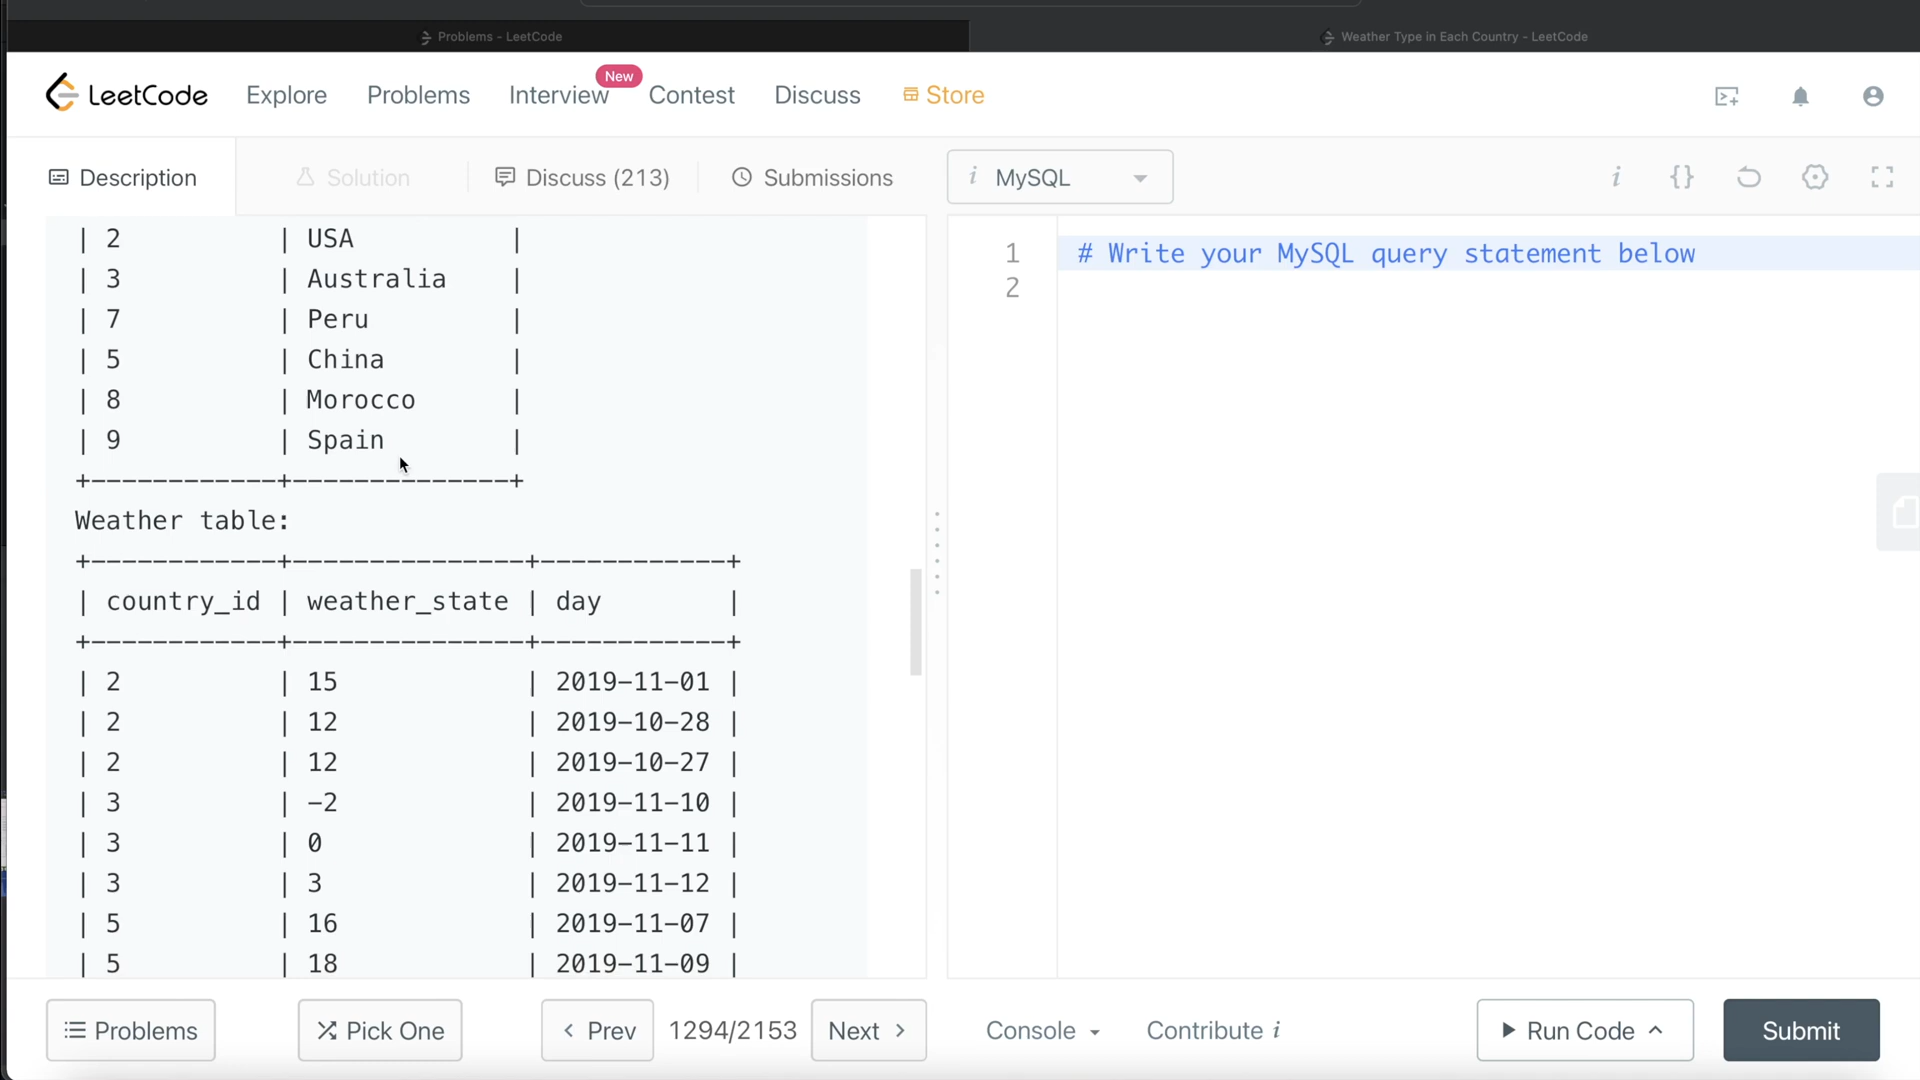 Problems - LeetCode
Weather Type in Each Country - LeetCode
LeetCode Explore Problems Interview New Contest Discuss Store
Description Solution Discuss (213) Submissions
| 2 | USA |
| 3 | Australia |
| 7 | Peru |
| 5 | China |
| 8 | Morocco |
| 9 | Spain |
+------------+--------------+
Weather table:
+------------+---------------+------------+
| country_id | weather_state | day |
+------------+---------------+------------+
| 2 | 15 | 2019-11-01 |
| 2 | 12 | 2019-10-28 |
| 2 | 12 | 2019-10-27 |
| 3 | -2 | 2019-11-10 |
| 3 | 0 | 2019-11-11 |
| 3 | 3 | 2019-11-12 |
| 5 | 16 | 2019-11-07 |
| 5 | 18 | 2019-11-09 |
i MySQL
i {}
1 # Write your MySQL query statement below
2
Problems Pick One < Prev 1294/2153 Next > Console Contribute i Run Code Submit